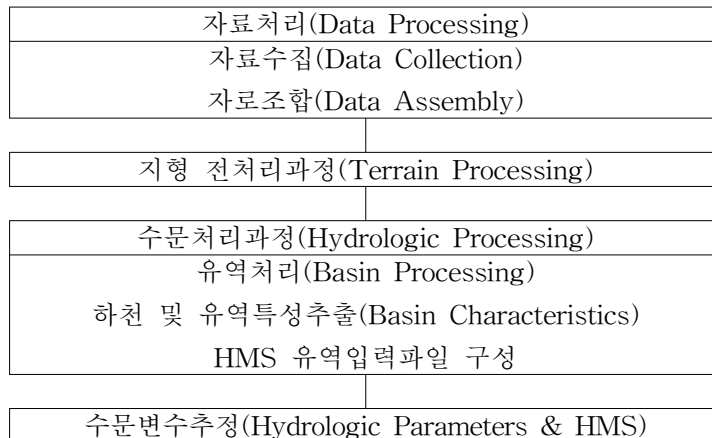 자료처리(Data Processing)
자료수집(Data Collection)
자로조합(Data Assembly)
지형 전처리과정(Terrain Processing)
수문처리과정(Hydrologic Processing)
유역처리(Basin Processing)
하천 및 유역특성추출(Basin Characteristics)
HMS 유역입력파일 구성
수문변수추정(Hydrologic Parameters & HMS)